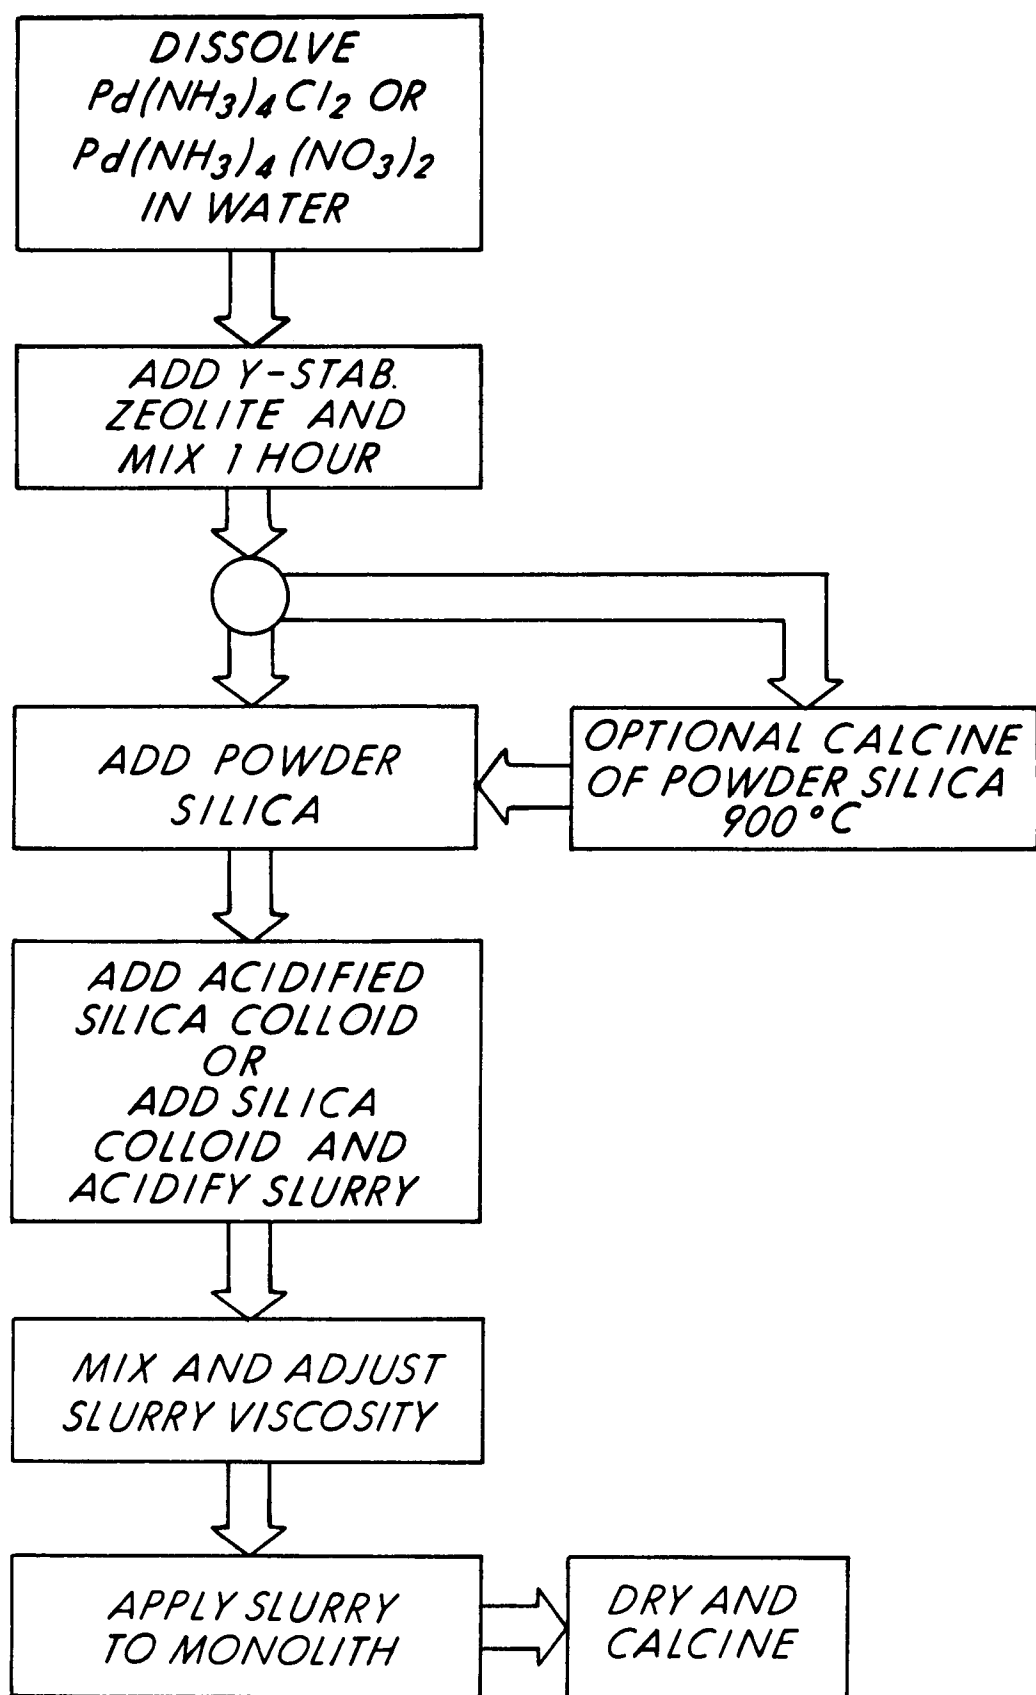 DISSOLVE
Pd(NH3)4Cl2 OR
Pd(NH3)4(NO3)2
IN WATER
ADD Y-STAB.
ZEOLITE AND
MIX 1 HOUR
ADD POWDER
SILICA
OPTIONAL CALCINE
OF POWDER SILICA
900°C
ADD ACIDIFIED
SILICA COLLOID
OR
ADD SILICA
COLLOID AND
ACIDIFY SLURRY
MIX AND ADJUST
SLURRY VISCOSITY
APPLY SLURRY
TO MONOLITH
DRY AND
CALCINE